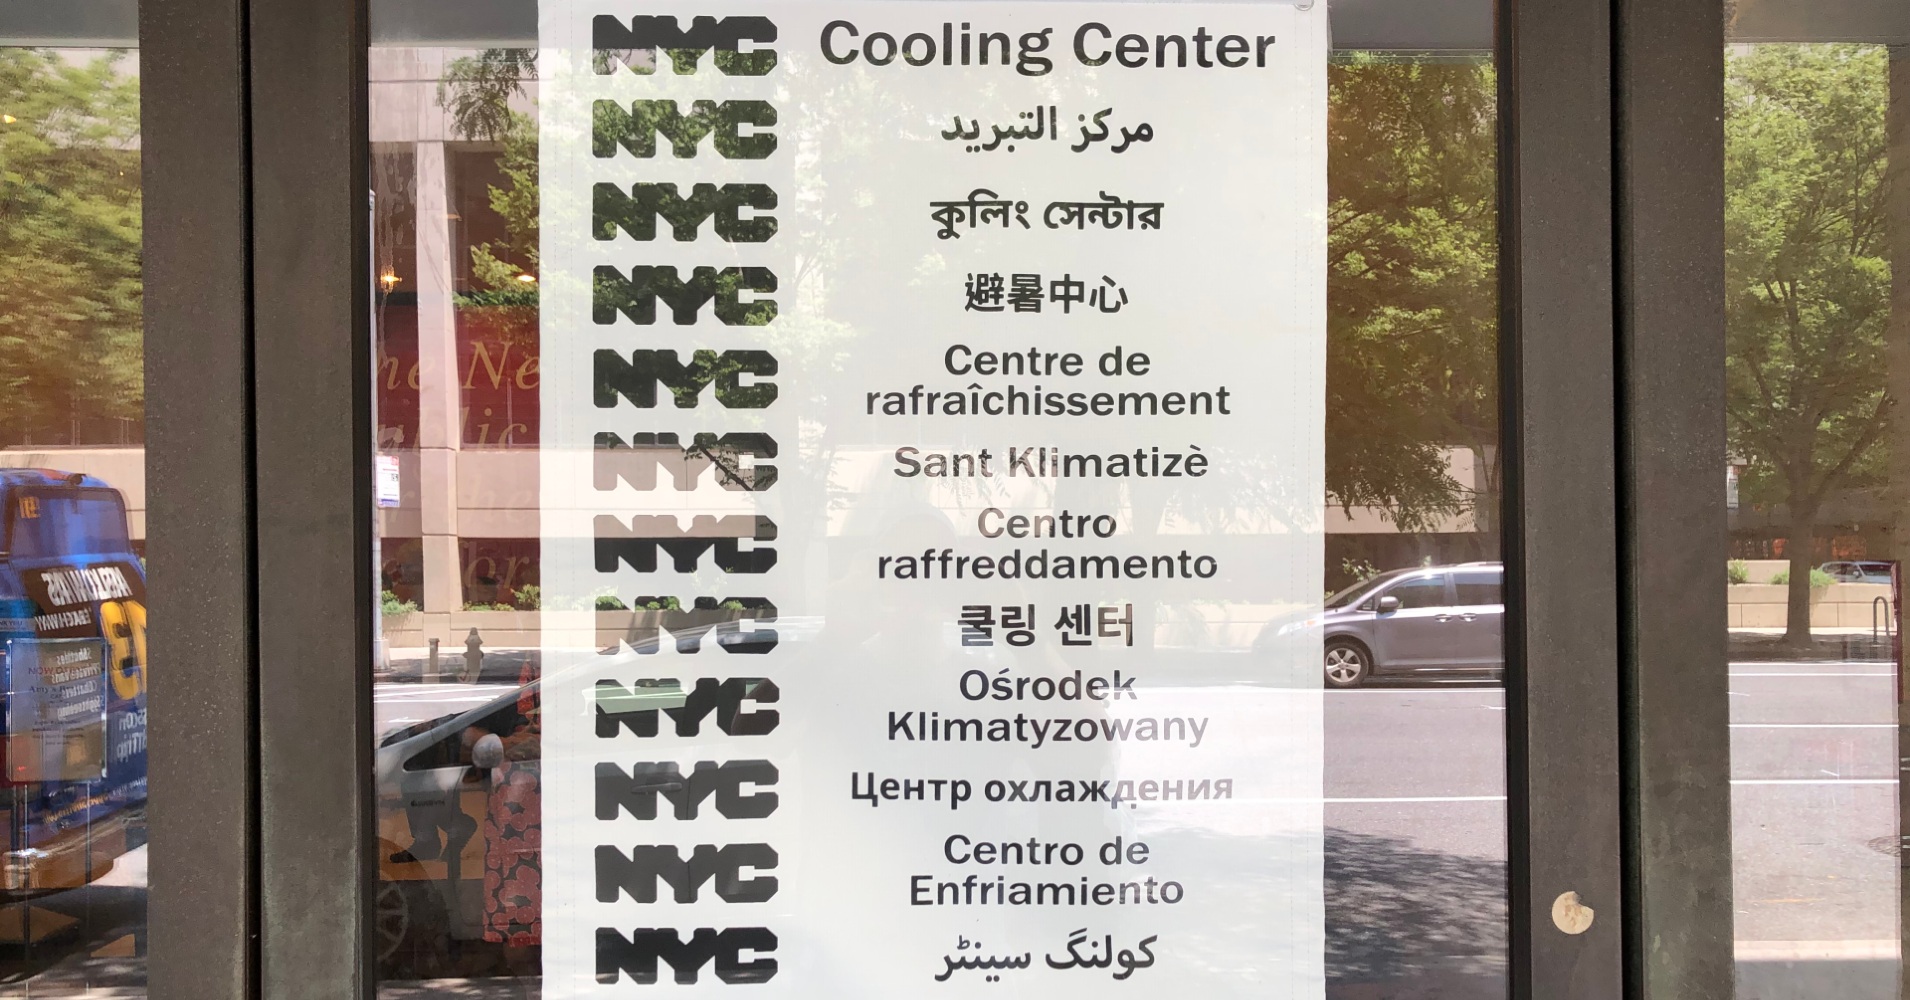 NYC Cooling Center
NYC مركز التبريد
NYC কুলিং সেন্টার
NYC 避暑中心
NYC Centre de
rafraîchissement
NYC Sant Klimatizè
NYC Centro
raffreddamento
NYC 쿨링 센터
NYC Ośrodęk
Klimatyzowany
NYC Центр охлаждения
NYC Centro de
Enfriamiento
NYC کولنگ سینٹر